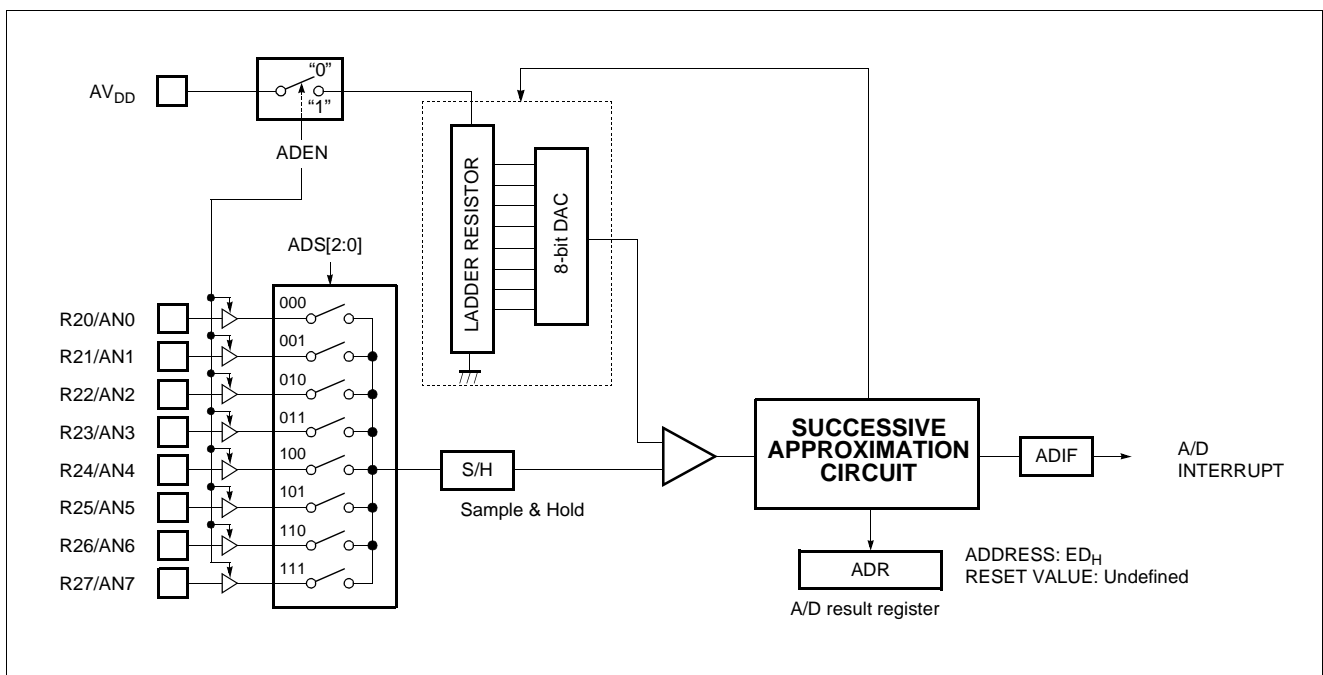 AVDD
“0”
“1”
ADEN
ADS[2:0]
LADDER RESISTOR
8-bit DAC
R20/AN0
000
R21/AN1
001
R22/AN2
010
R23/AN3
011
R24/AN4
100
R25/AN5
101
R26/AN6
110
R27/AN7
111
S/H
Sample & Hold
SUCCESSIVE
APPROXIMATION
CIRCUIT
ADIF
A/D
INTERRUPT
ADR
A/D result register
ADDRESS: EDH
RESET VALUE: Undefined